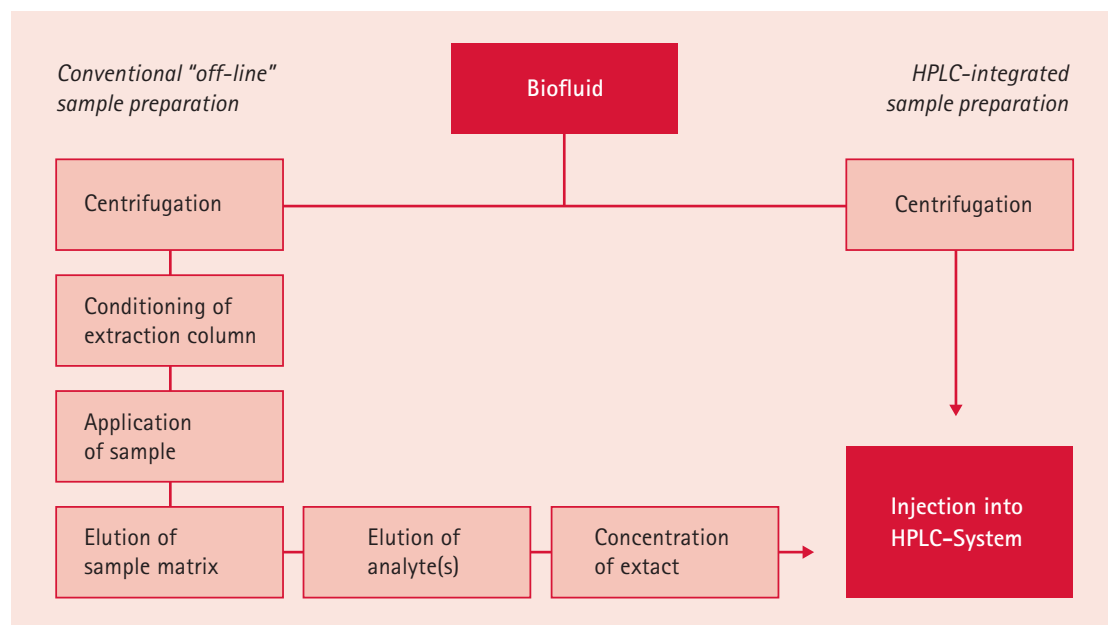 Conventional “off-line”
sample preparation
Biofluid
HPLC-integrated
sample preparation
Centrifugation
Centrifugation
Conditioning of
extraction column
Application
of sample
Elution of
sample matrix
Elution of
analyte(s)
Concentration
of extact
Injection into
HPLC-System